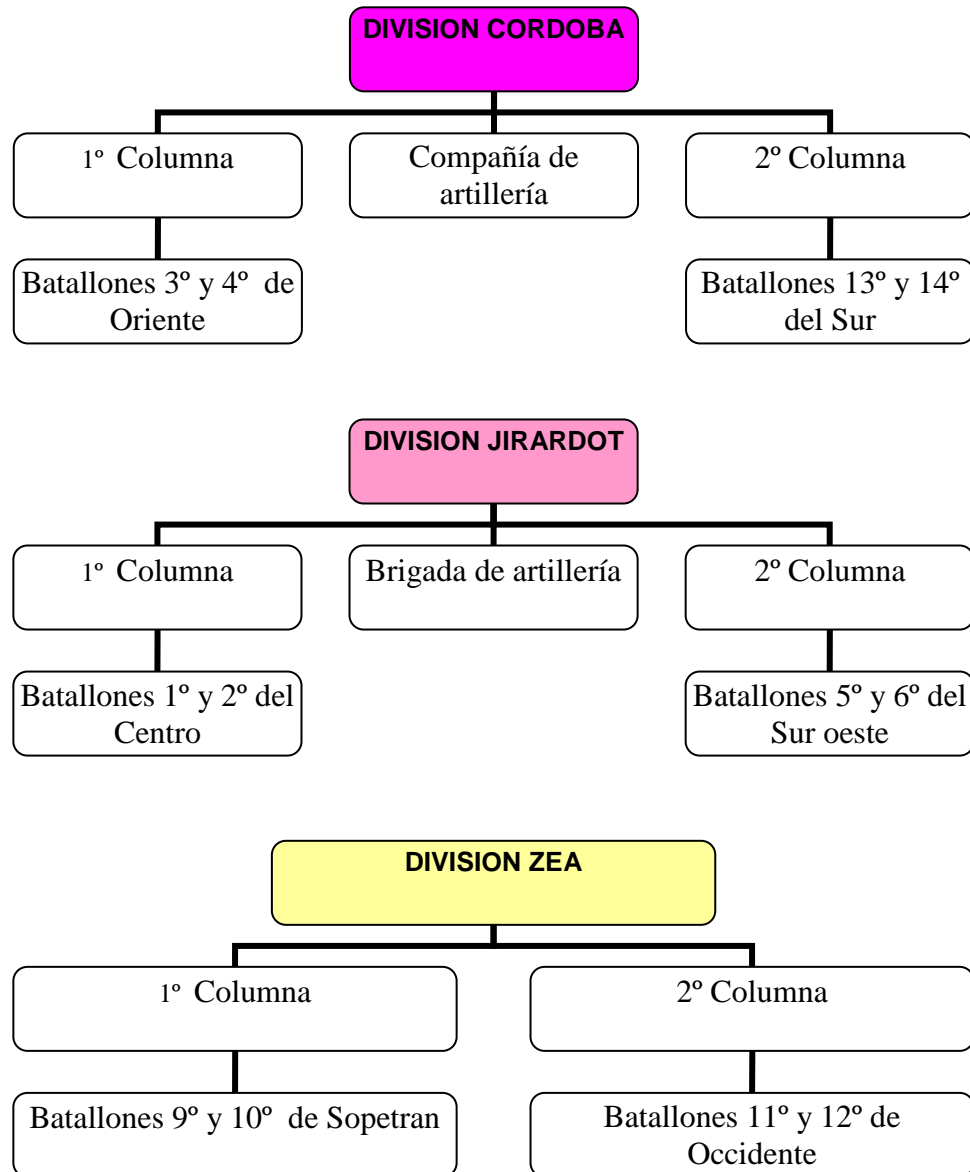 DIVISION CORDOBA
1º Columna
Compañía de
artillería
2º Columna
Batallones 3º y 4º de
Oriente
Batallones 13º y 14º
del Sur
DIVISION JIRARDOT
1º Columna
Brigada de artillería
2º Columna
Batallones 1º y 2º del
Centro
Batallones 5º y 6º del
Sur oeste
DIVISION ZEA
1º Columna
2º Columna
Batallones 9º y 10º de Sopetran
Batallones 11º y 12º de
Occidente